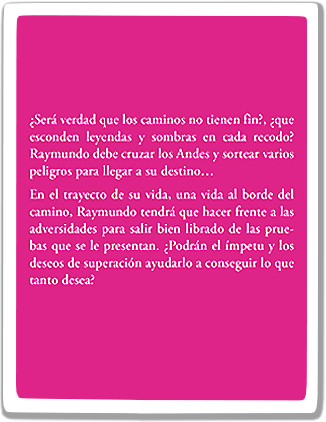 ¿Será verdad que los caminos no tienen fin?, ¿que
esconden leyendas y sombras en cada recodo?
Raymundo debe cruzar los Andes y sortear varios
peligros para llegar a su destino…
En el trayecto de su vida, una vida al borde del
camino, Raymundo tendrá que hacer frente a las
adversidades para salir bien librado de las prue-
bas que se le presentan. ¿Podrán el ímpetu y los
deseos de superación ayudarlo a conseguir lo que
tanto desea?